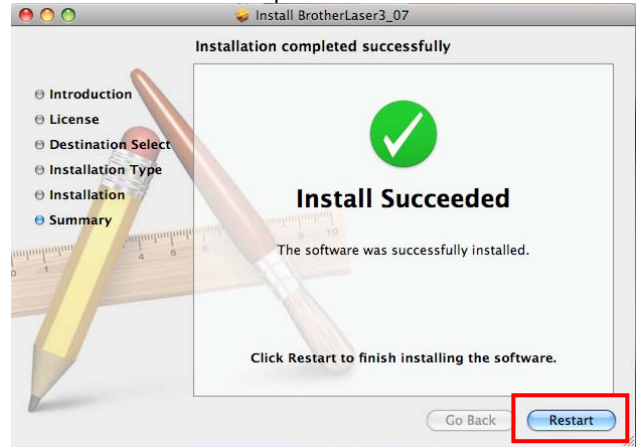 Install BrotherLaser3_07
Installation completed successfully
Introduction
License
Destination Select
Installation Type
Installation
Summary
Install Succeeded
The software was successfully installed.
Click Restart to finish installing the software.
Go Back
Restart